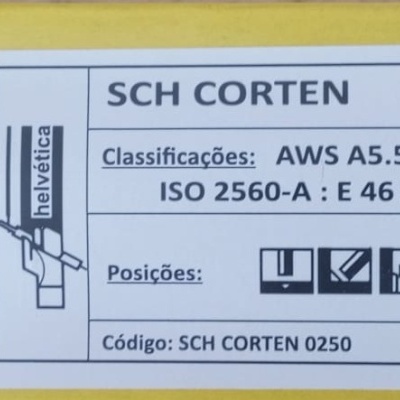 helvética
SCH CORTEN
Classificações: AWS A5.5
ISO 2560-A : E 46
Posições:
Código: SCH CORTEN 0250